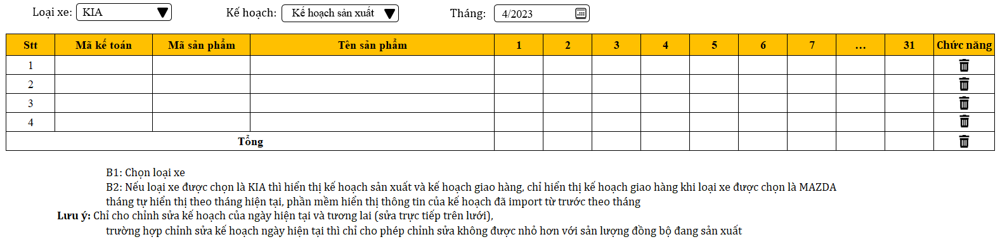 Loại xe: KIA Kế hoạch: Kế hoạch sản xuất Tháng: 4/2023
Stt Mã kế toán Mã sản phẩm Tên sản phẩm 1 2 3 4 5 6 7 ... 31 Chức năng
1
2
3
4
Tổng
B1: Chọn loại xe
B2: Nếu loại xe được chọn là KIA thì hiển thị kế hoạch sản xuất và kế hoạch giao hàng, chỉ hiển thị kế hoạch giao hàng khi loại xe được chọn là MAZDA
tháng tự hiển thị theo tháng hiện tại, phần mềm hiển thị thông tin của kế hoạch đã import từ trước theo tháng
Lưu ý: Chỉ cho chỉnh sửa kế hoạch của ngày hiện tại và tương lai (sửa trực tiếp trên lưới),
trường hợp chỉnh sửa kế hoạch ngày hiện tại thì chỉ cho phép chỉnh sửa không được nhỏ hơn với sản lượng đồng bộ đang sản xuất